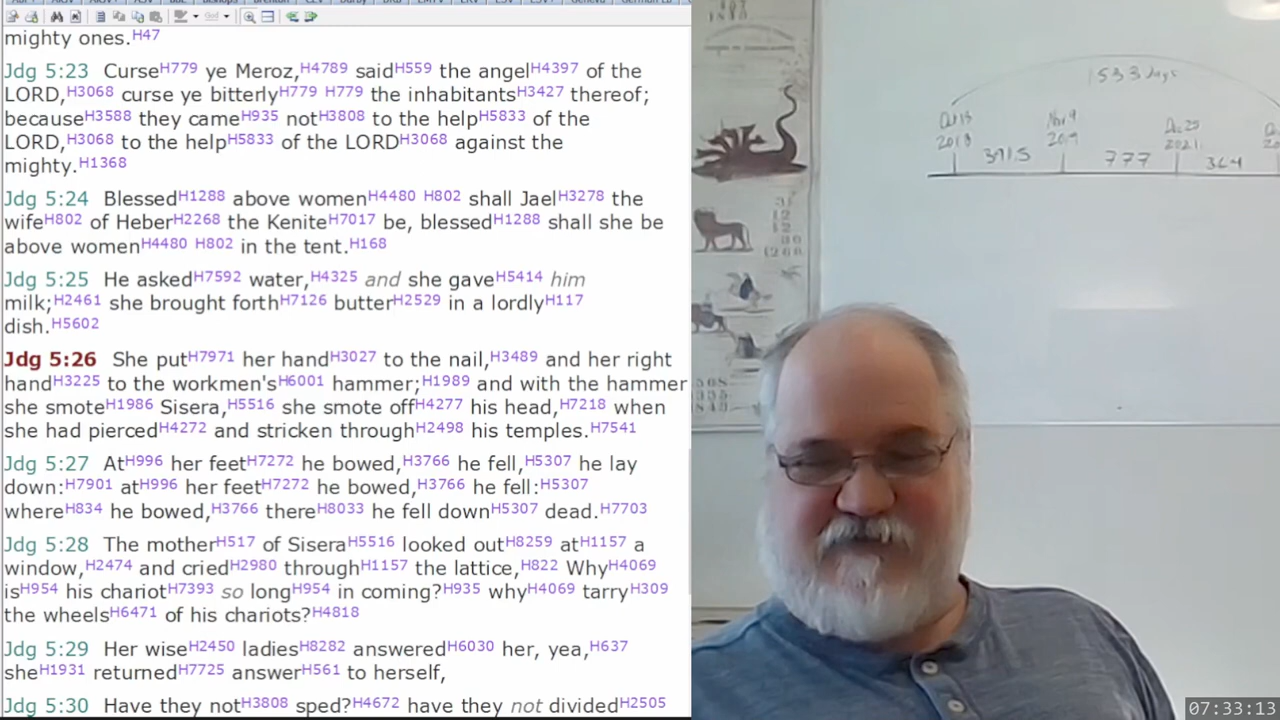 mighty ones.H47
Jdg 5:23 CurseH779 ye Meroz,H4789 saidH559 the angelH4397 of the
LORD,H3068 curse ye bitterlyH779 H779 the inhabitantsH3427 thereof;
becauseH3588 they cameH935 notH3808 to the helpH5833 of the
LORD,H3068 to the helpH5833 of the LORDH3068 against the
mighty.H1368
Jdg 5:24 BlessedH1288 above womenH4480 H802 shall JaelH3278 the
wifeH802 of HeberH2268 the KeniteH7017 be, blessedH1288 shall she be
above womenH4480 H802 in the tent.H168
Jdg 5:25 He askedH7592 water,H4325 and she gaveH5414 him
milk;H2461 she brought forthH7126 butterH2529 in a lordlyH117
dish.H5602
Jdg 5:26 She putH7971 her handH3027 to the nail,H3489 and her right
handH3225 to the workmen'sH6001 hammer;H1989 and with the hammer
she smoteH1986 Sisera,H5516 she smote offH4277 his head,H7218 when
she had piercedH4272 and stricken throughH2498 his temples.H7541
Jdg 5:27 AtH996 her feetH7272 he bowed,H3766 he fell,H5307 he lay
down:H7901 atH996 her feetH7272 he bowed,H3766 he fell:H5307
whereH834 he bowed,H3766 thereH8033 he fell downH5307 dead.H7703
Jdg 5:28 The motherH517 of SiseraH5516 looked outH8259 atH1157 a
window,H2474 and criedH2980 throughH1157 the lattice,H822 WhyH4069
isH954 his chariotH7393 so longH954 in coming?H935 whyH4069 tarryH309
the wheelsH6471 of his chariots?H4818
Jdg 5:29 Her wiseH2450 ladiesH8282 answeredH6030 her, yea,H637
sheH1931 returnedH7725 answerH561 to herself,
Jdg 5:30 Have they notH3808 sped?H4672 have they not dividedH2505
1533 days
Oct 13 Nov 9 Dec 25
2018 2019 2021
391.5 777 364
07:33:13